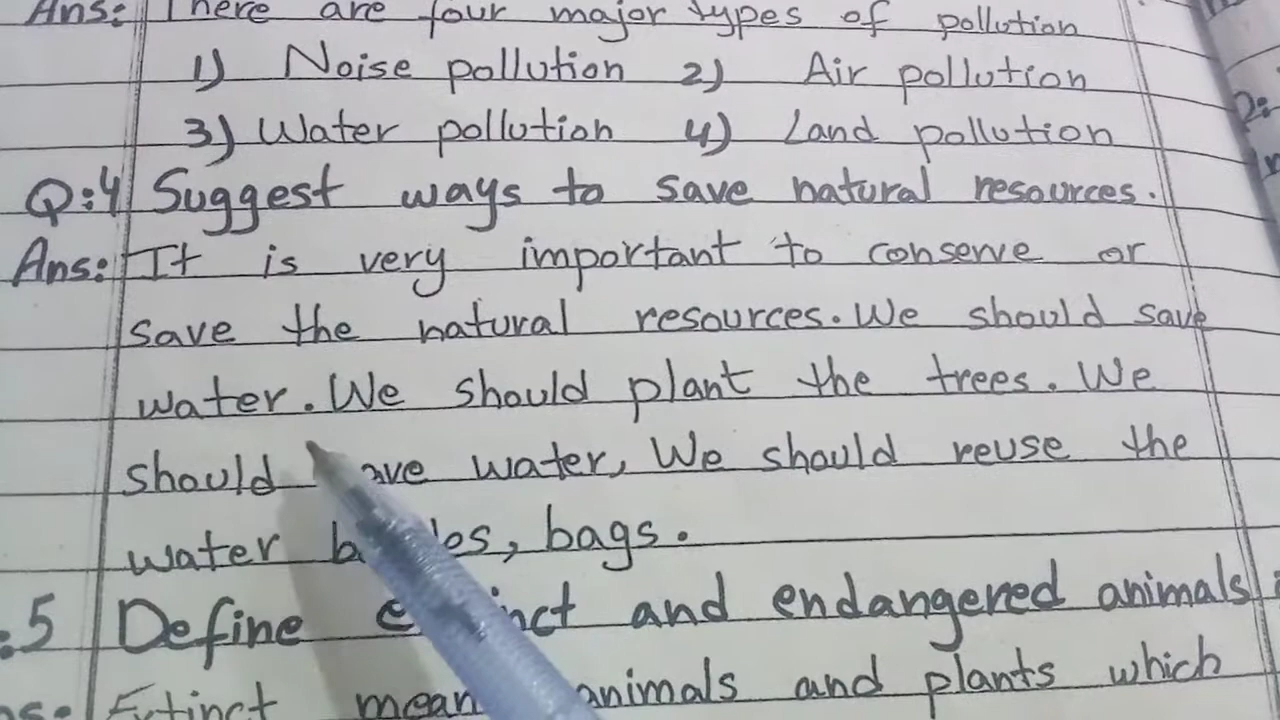 Ans: There are four major types of pollution
1) Noise pollution 2) Air pollution
3) Water pollution 4) Land pollution
Q:4 Suggest ways to save natural resources.
Ans: It is very important to conserve or
save the natural resources. We should save
water. We should plant the trees. We
should water, We should reuse the
water bags.
5 Define and endangered animals
Extinct animals and plants which